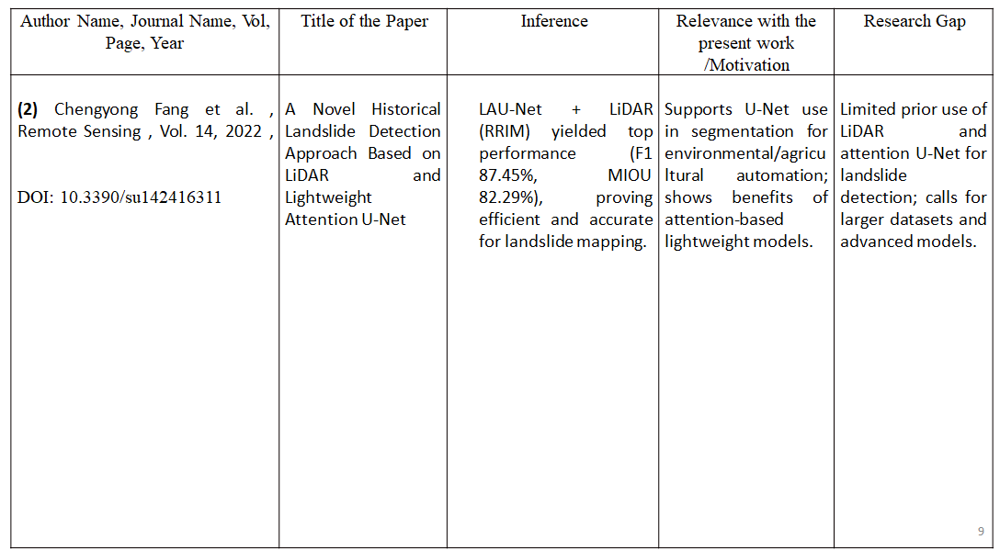 Author Name, Journal Name, Vol,
Page, Year
Title of the Paper
Inference
Relevance with the
present work
/Motivation
Research Gap
(2) Chengyong Fang et al. ,
Remote Sensing , Vol. 14, 2022 ,
DOI: 10.3390/su142416311
A Novel Historical
Landslide Detection
Approach Based on
LiDAR and
Lightweight
Attention U-Net
LAU-Net + LiDAR
(RRIM) yielded top
performance (F1
87.45%, MIOU
82.29%), proving
efficient and accurate
for landslide mapping.
Supports U-Net use
in segmentation for
environmental/agricu
ltural automation;
shows benefits of
attention-based
lightweight models.
Limited prior use of
LiDAR and
attention U-Net for
landslide
detection; calls for
larger datasets and
advanced models.
9